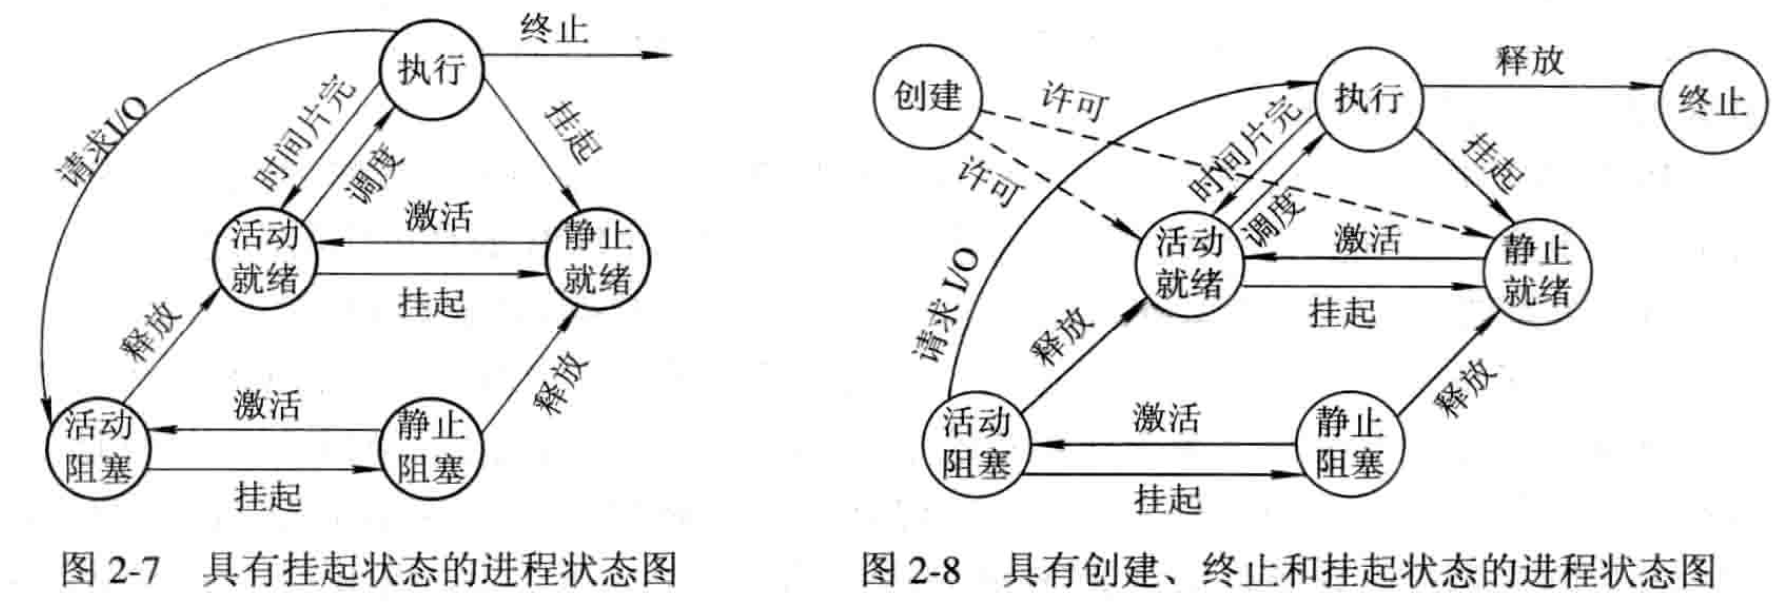 终止
执行
请求I/O
时间片完
调度
挂起
激活
活动
就绪
静止
就绪
挂起
释放
释放
激活
活动
阻塞
静止
阻塞
挂起
图 2-7 具有挂起状态的进程状态图
创建
许可
许可
执行
释放
终止
时间片完
调度
挂起
请求 I/O
激活
活动
就绪
静止
就绪
挂起
释放
释放
激活
活动
阻塞
静止
阻塞
挂起
图 2-8 具有创建、终止和挂起状态的进程状态图